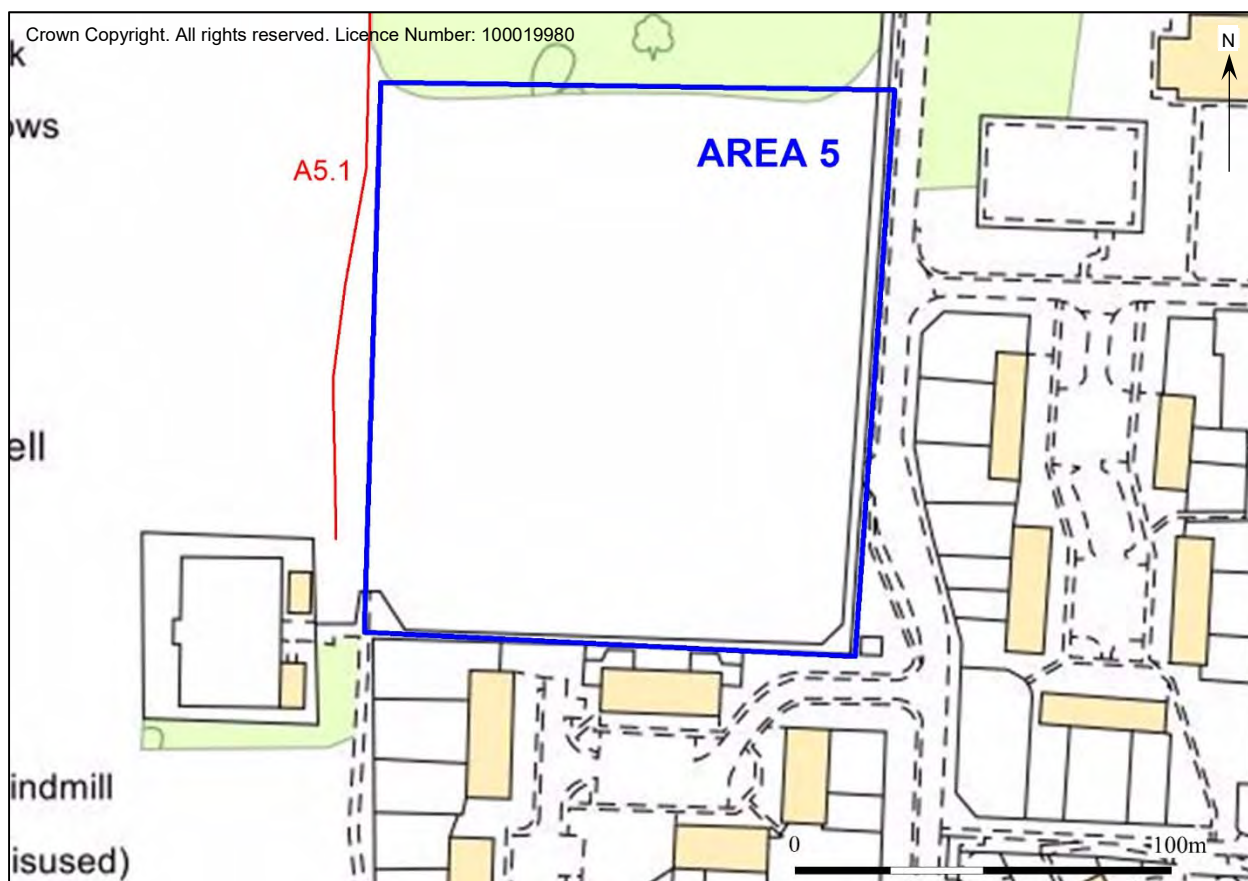 Crown Copyright. All rights reserved. Licence Number: 100019980
N
k
ows
AREA 5
A5.1
ell
indmill
isused)
0 100m